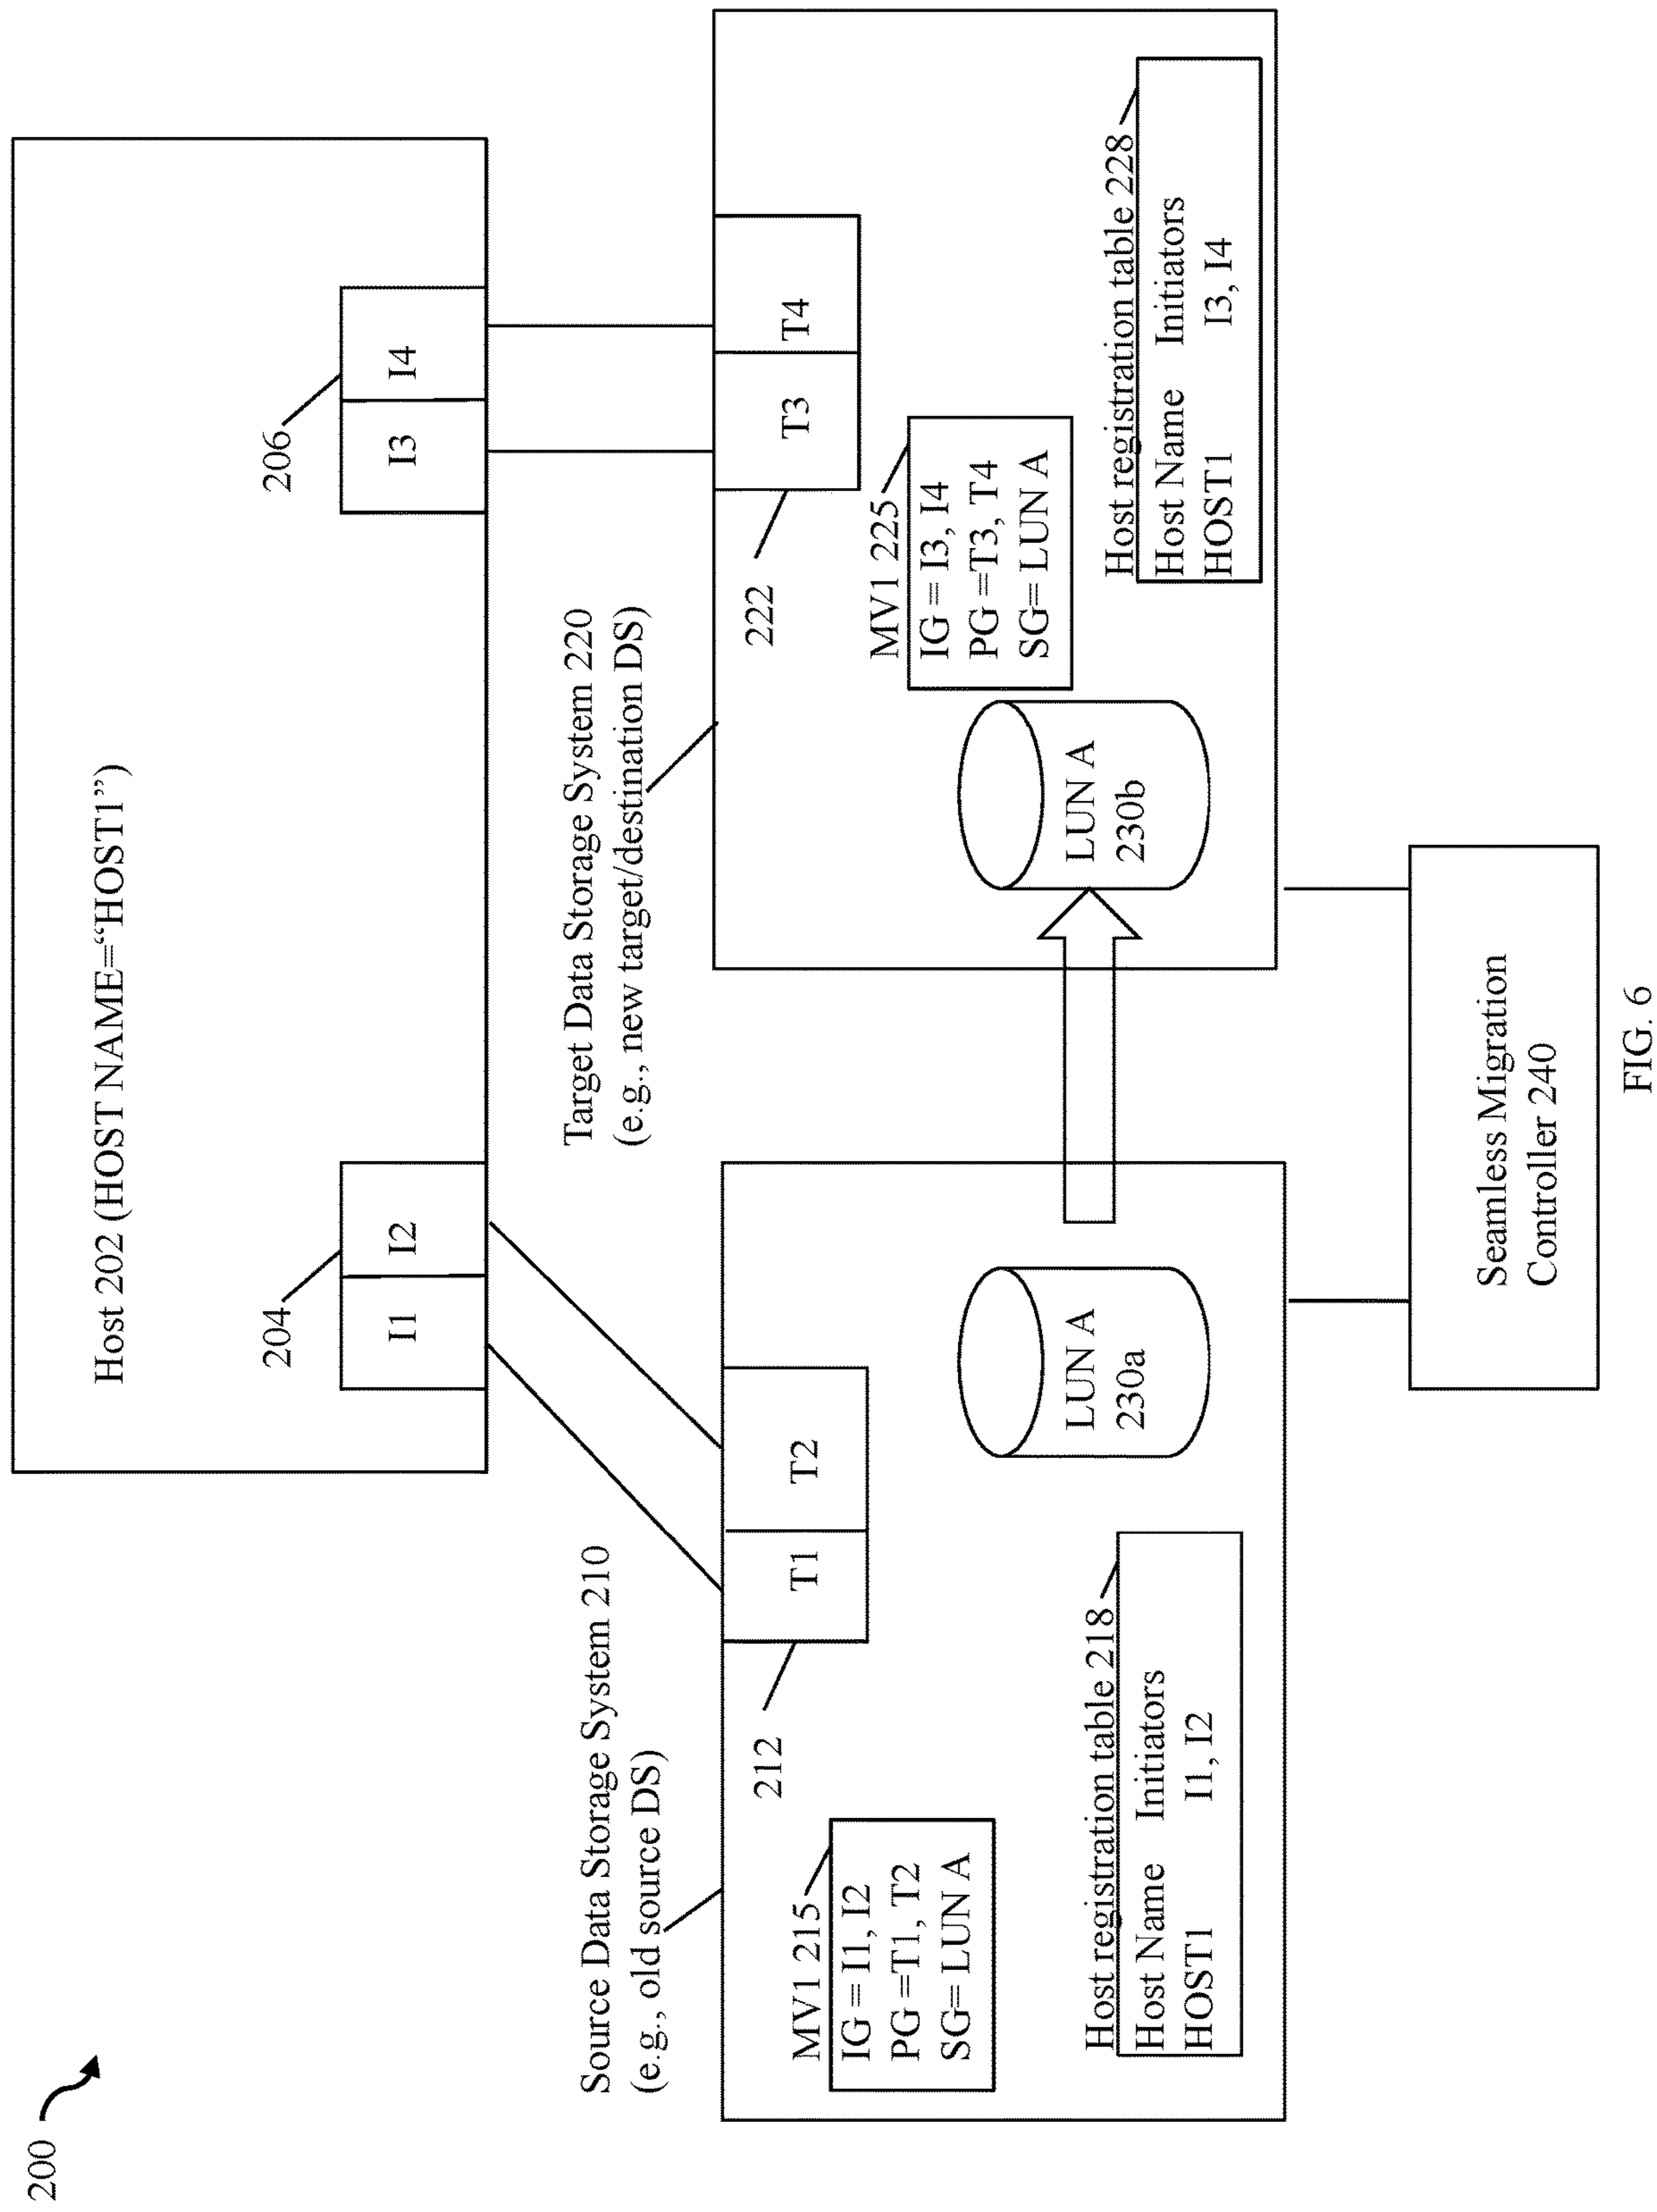 200
Host 202 (HOST NAME=“HOST1”)
204
206
I1
I2
I3
I4
Source Data Storage System 210
(e.g., old source DS)
Target Data Storage System 220
(e.g., new target/destination DS)
212
T1
T2
222
T3
T4
MV1 215
IG = I1, I2
PG =T1, T2
SG= LUN A
LUN A
230a
Host registration table 218
Host Name Initiators
HOST1 I1, I2
MV1 225
IG = I3, I4
PG =T3, T4
SG= LUN A
LUN A
230b
Host registration table 228
Host Name Initiators
HOST1 I3, I4
Seamless Migration
Controller 240
FIG. 6